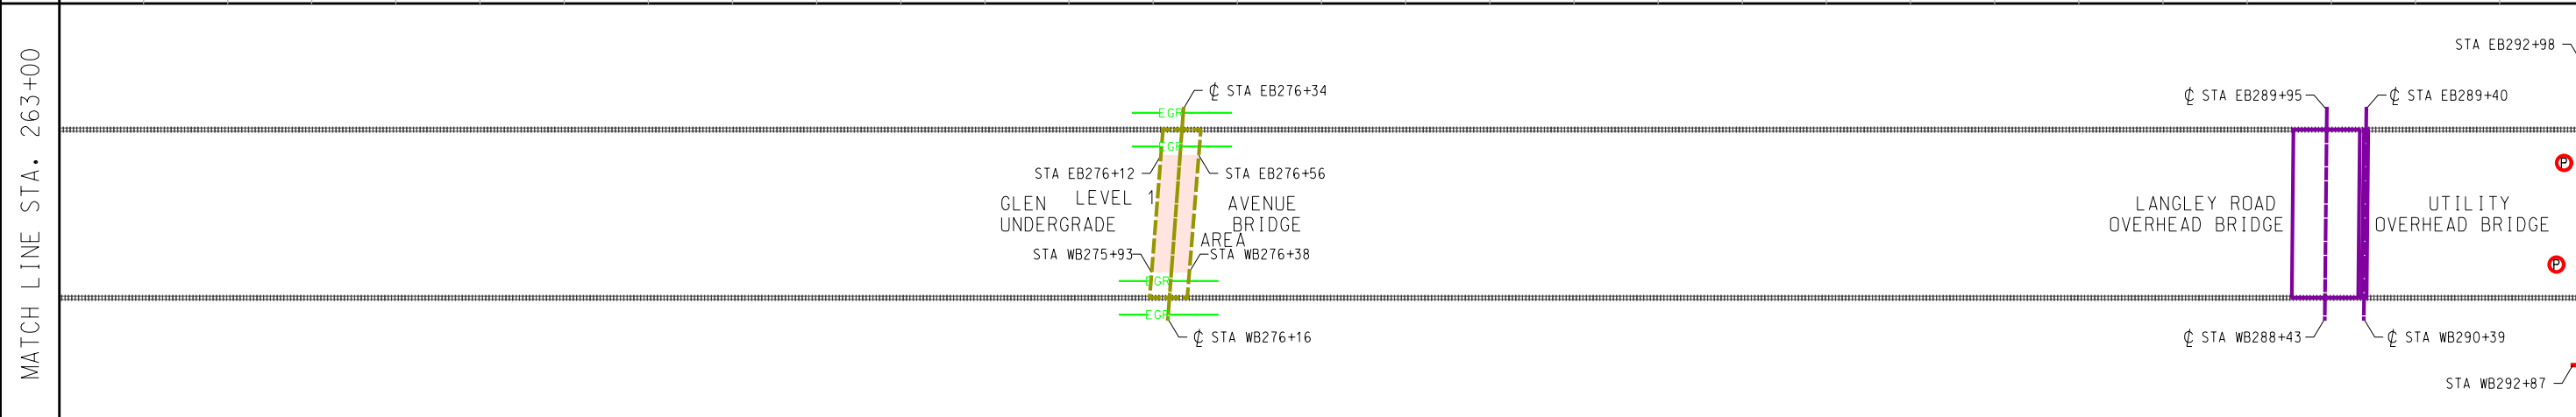 MATCH LINE STA. 263+00
STA EB292+98
℄ STA EB276+34
℄ STA EB289+95
℄ STA EB289+40
EGR
EGR
STA EB276+12
STA EB276+56
P
LEVEL 1
GLEN AVENUE
UNDERGRADE BRIDGE
AREA
LANGLEY ROAD
OVERHEAD BRIDGE
UTILITY
OVERHEAD BRIDGE
STA WB275+93
STA WB276+38
P
EGR
EGR
℄ STA WB276+16
℄ STA WB288+43
℄ STA WB290+39
STA WB292+87